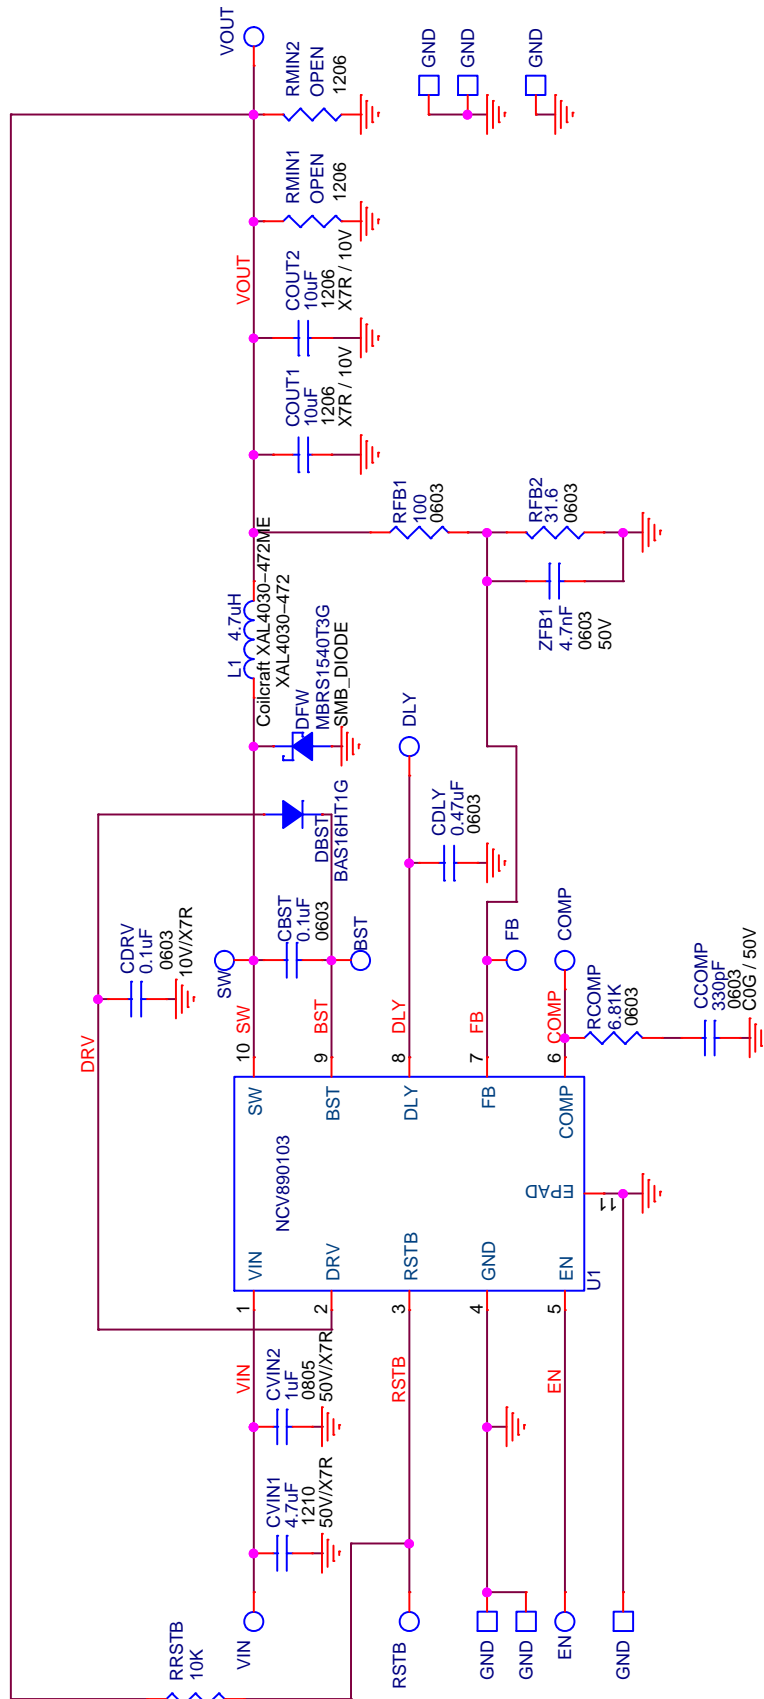 VOUT
RMIN2
OPEN
1206
GND
GND
GND
RMIN1
OPEN
1206
VOUT
COUT2
10uF
1206
X7R / 10V
COUT1
10uF
1206
X7R / 10V
RFB1
100
0603
RFB2
31.6
0603
ZFB1
4.7nF
0603
50V
L1 4.7uH
Coilcraft XAL4030-472ME
XAL4030-472
DFW
MBRS1540T3G
SMB_DIODE
DLY
DBST
BAS16HT1G
CDLY
0.47uF
0603
CDRV
0.1uF
0603
10V/X7R
CBST
0.1uF
0603
SW
BST
FB
COMP
DRV
SW
BST
DLY
FB
COMP
RCOMP
6.81K
0603
CCOMP
330pF
0603
C0G / 50V
10
9
8
7
6
SW
BST
DLY
FB
COMP
NCV890103
EPAD
11
VIN
DRV
RSTB
GND
EN
U1
1
2
3
4
5
VIN
RSTB
EN
CVIN2
1uF
0805
50V/X7R
CVIN1
4.7uF
1210
50V/X7R
RRSTB
10K
VIN
RSTB
GND
GND
EN
GND